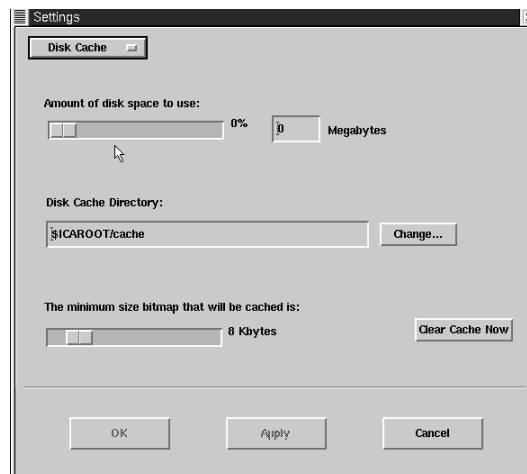 Settings
Disk Cache
Amount of disk space to use:
0% 0 Megabytes
Disk Cache Directory:
$ICAROOT/cache Change...
The minimum size bitmap that will be cached is:
8 Kbytes Clear Cache Now
OK Apply Cancel